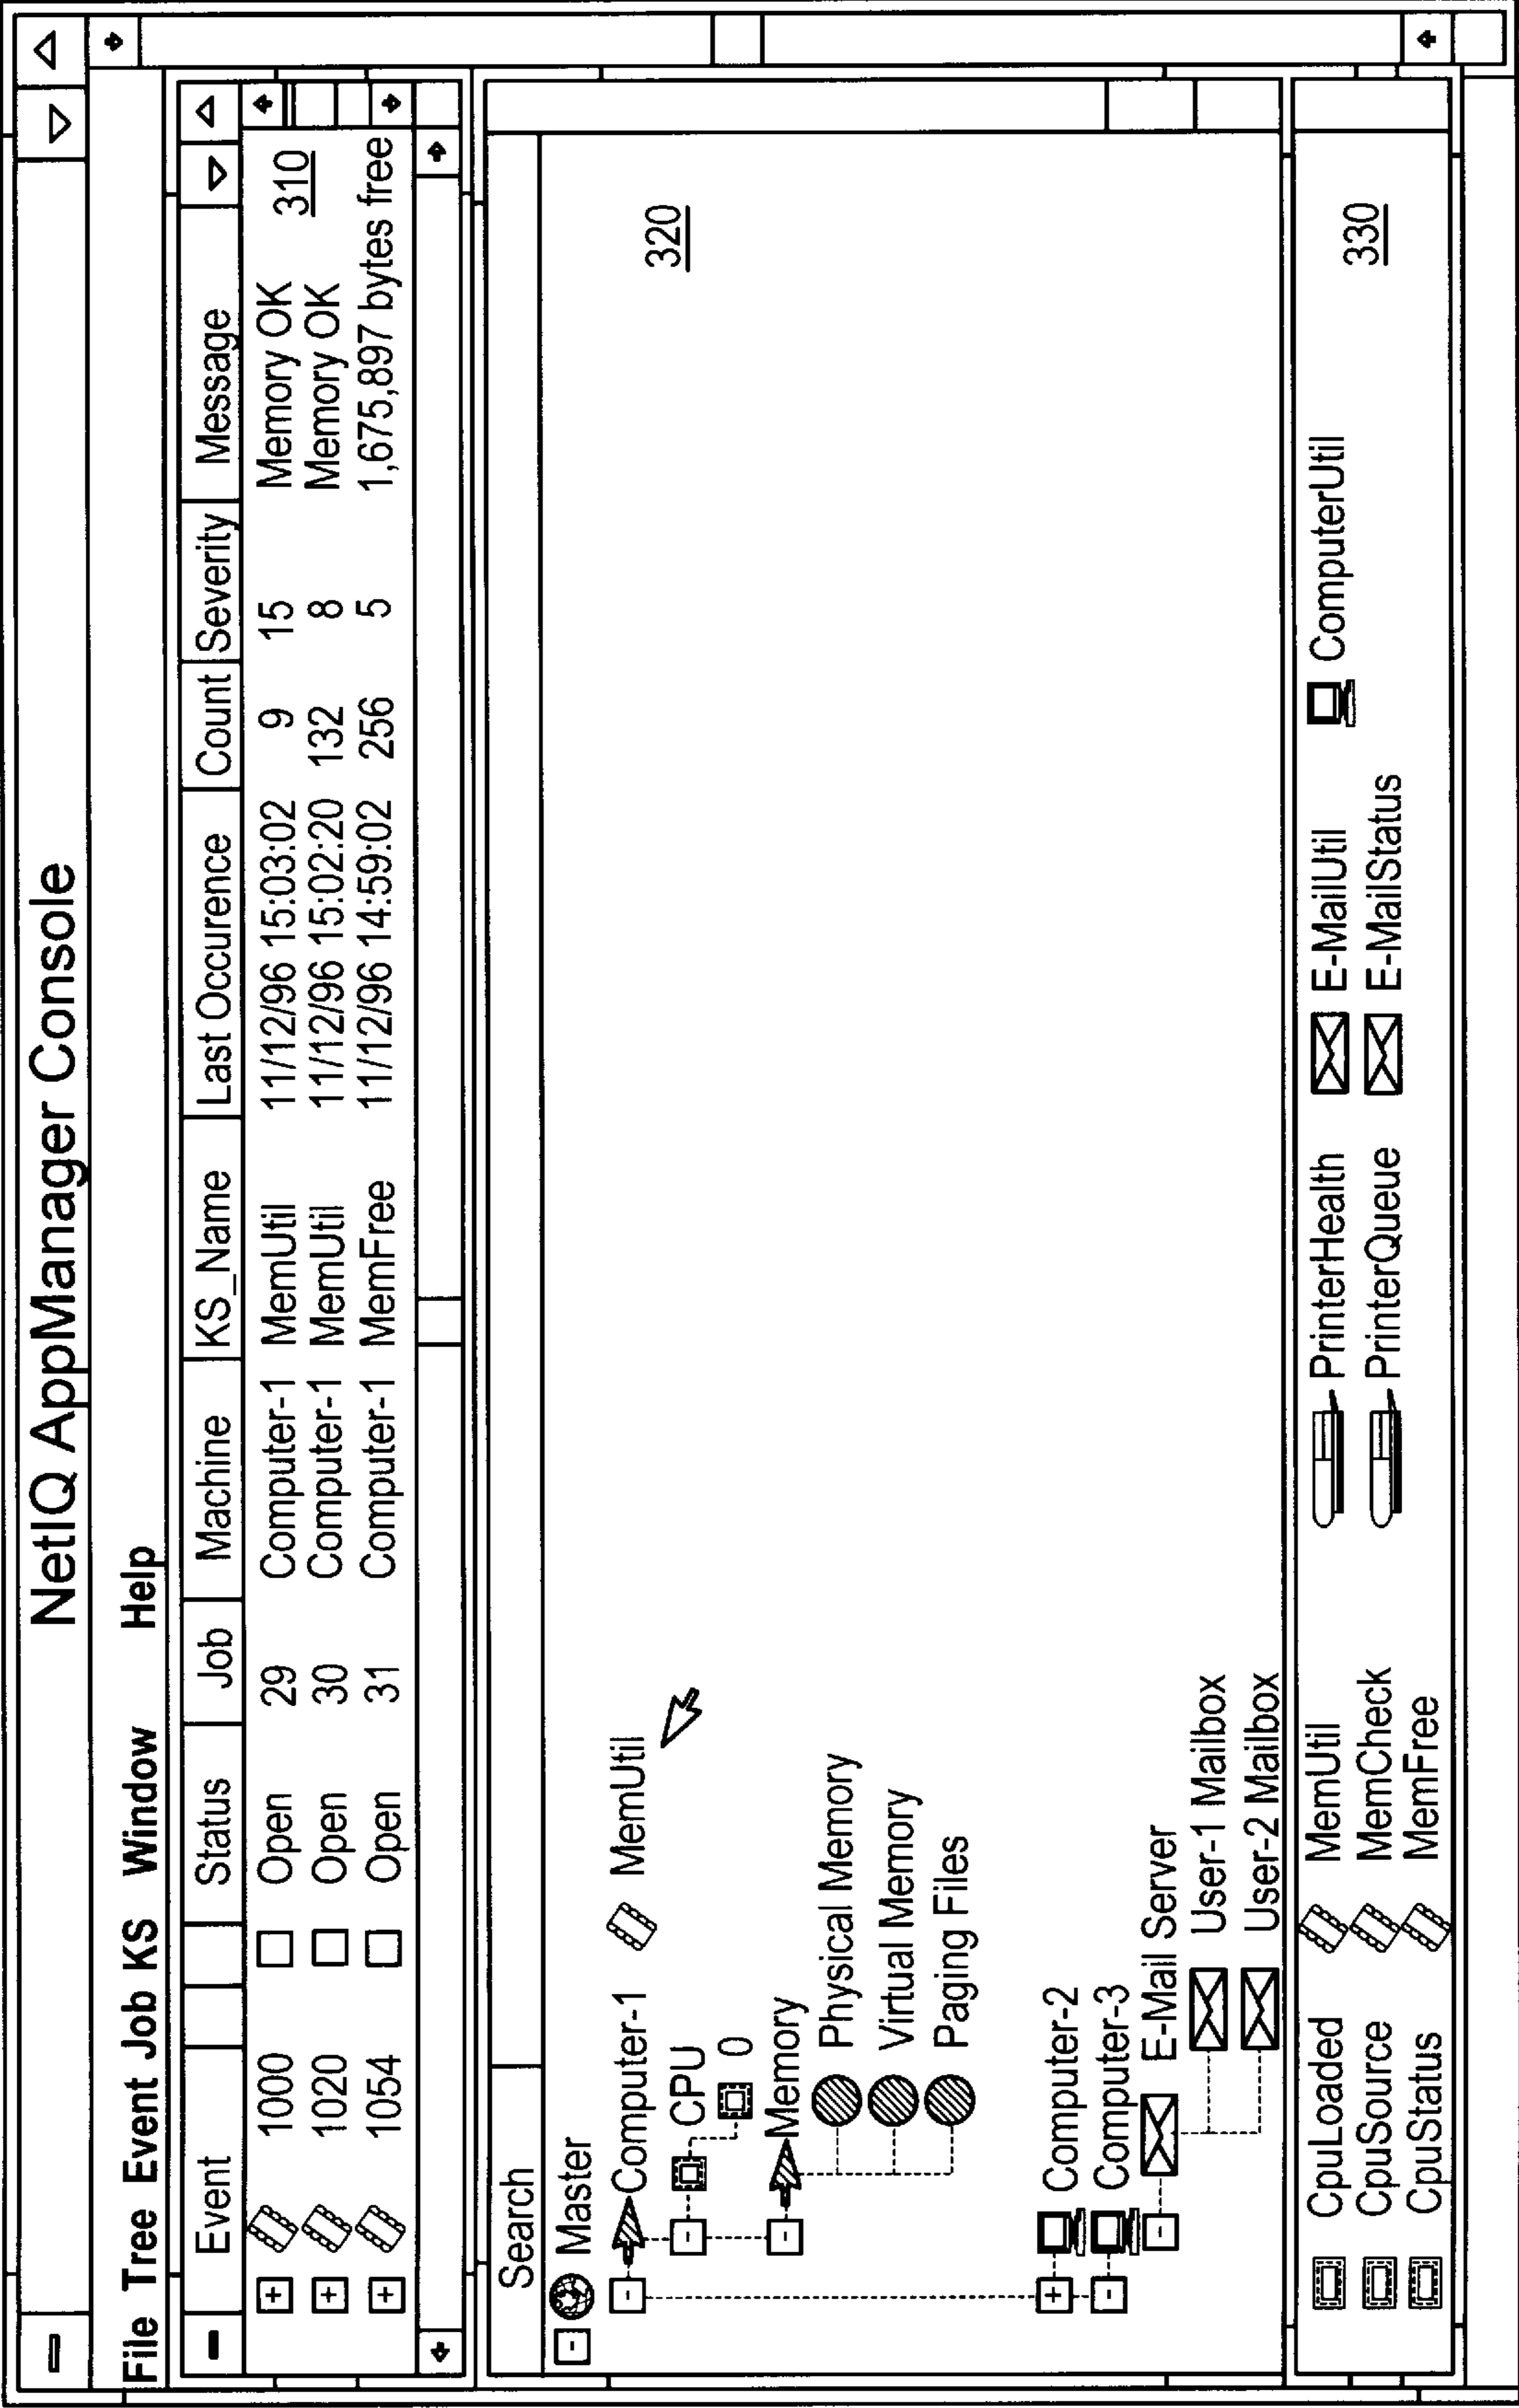 NetIQ AppManager Console
File Tree Event Job KS Window Help
Event Status Job Machine KS_Name Last Occurence Count Severity Message
1000 Open 29 Computer-1 MemUtil 11/12/96 15:03:02 9 15 Memory OK
1020 Open 30 Computer-1 MemUtil 11/12/96 15:02:20 132 8 Memory OK
1054 Open 31 Computer-1 MemFree 11/12/96 14:59:02 256 5 1,675,897 bytes free
310
Search
Master
Computer-1 MemUtil
320
CPU
0
Memory
Physical Memory
Virtual Memory
Paging Files
Computer-2
Computer-3
E-Mail Server
User-1 Mailbox
User-2 Mailbox
CpuLoaded MemUtil PrinterHealth E-MailUtil ComputerUtil
CpuSource MemCheck PrinterQueue E-MailStatus
CpuStatus MemFree
330